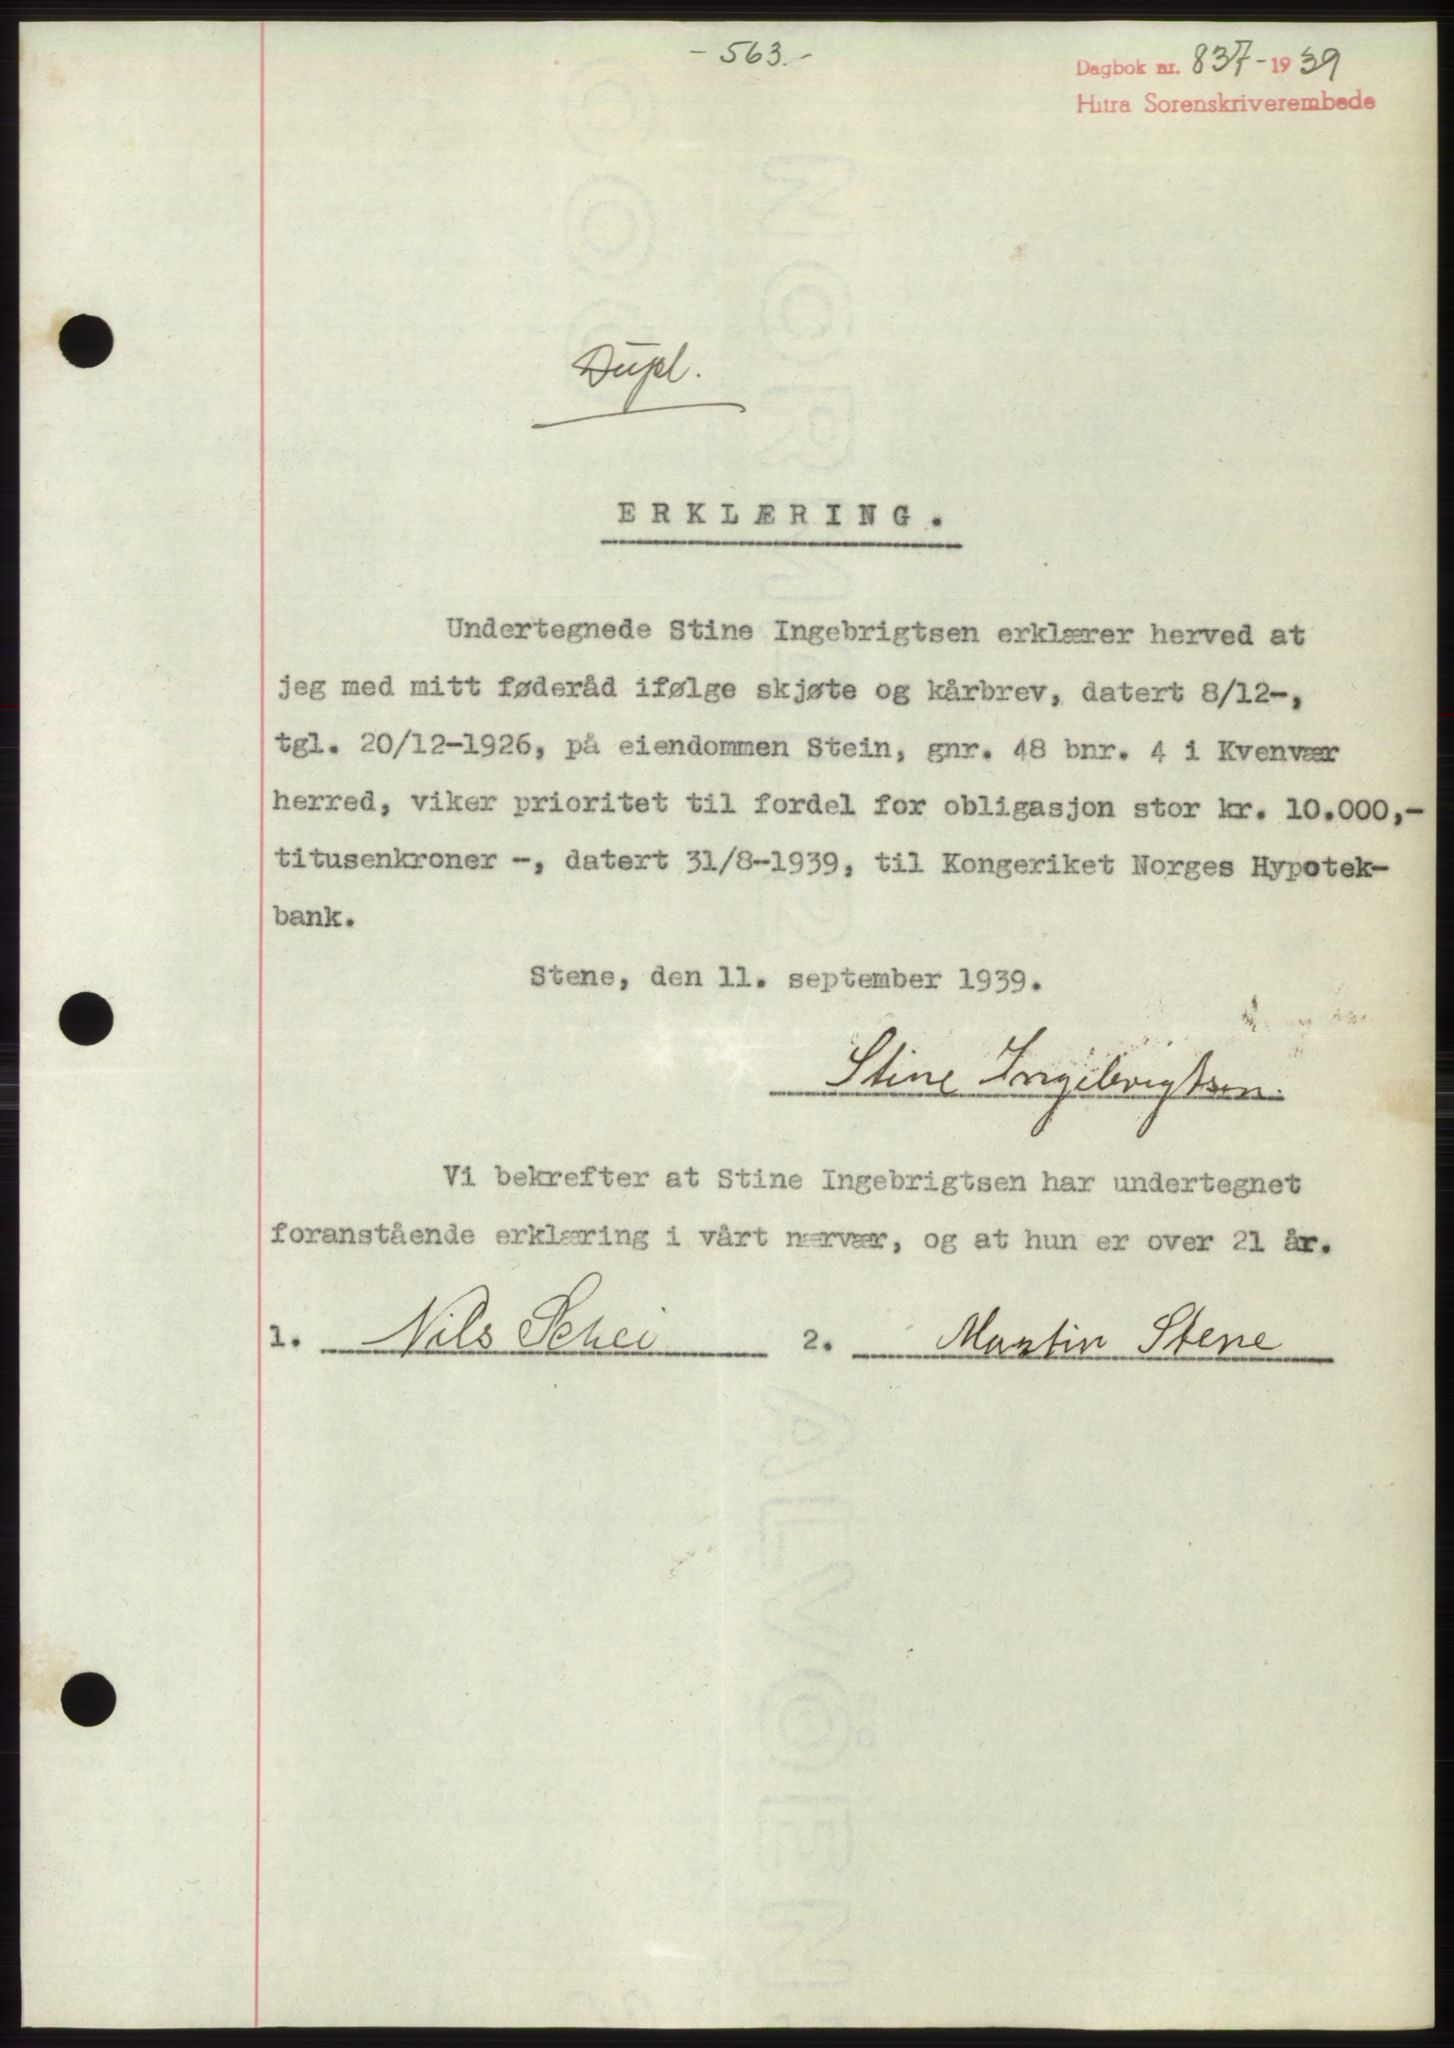 - 563. -
Dagbok nr. 837-1939
Hitra Sorenskriverembede
Dupl.
ERKLÆRING.
Undertegnede Stine Ingebrigtsen erklærer herved at
jeg med mitt føderåd ifølge skjøte og kårbrev, datert 8/12-,
tgl. 20/12-1926, på eiendommen Stein, gnr. 48 bnr. 4 i Kvenvær
herred, viker prioritet til fordel for obligasjon stor kr. 10.000,-
titusenkroner -, datert 31/8-1939, til Kongeriket Norges Hypotek-
bank.
Stene, den 11. september 1939.
Stine Ingebrigtsen.
Vi bekrefter at Stine Ingebrigtsen har undertegnet
foranstående erklæring i vårt nærvær, og at hun er over 21 år.
1. Nils Schei 2. Martin Stene